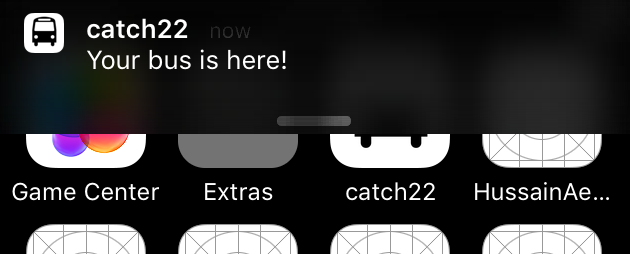 catch22 now
Your bus is here!
Game Center Extras catch22 HussainAe...